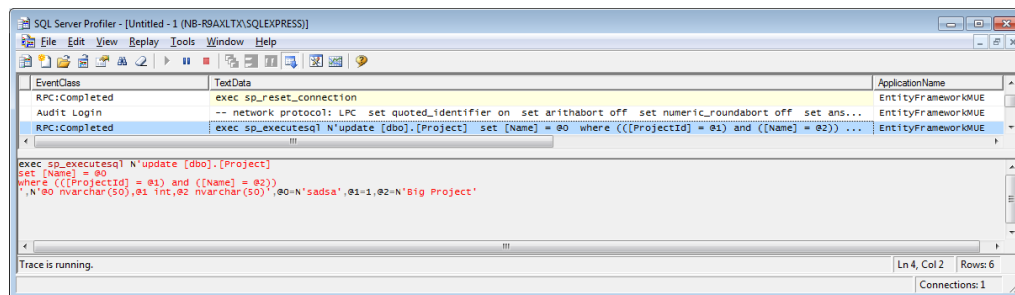 SQL Server Profiler - [Untitled - 1 (NB-R9AXLTX\SQLEXPRESS)]
File Edit View Replay Tools Window Help
EventClass TextData ApplicationName
RPC:Completed exec sp_reset_connection EntityFrameworkMUE
Audit Login -- network protocol: LPC set quoted_identifier on set arithabort off set numeric_roundabort off set ans... EntityFrameworkMUE
RPC:Completed exec sp_executesql N'update [dbo].[Project] set [Name] = @0 where (([ProjectId] = @1) and ([Name] = @2)) ... EntityFrameworkMUE
exec sp_executesql N'update [dbo].[Project]
set [Name] = @0
where (([ProjectId] = @1) and ([Name] = @2))
',N'@0 nvarchar(50),@1 int,@2 nvarchar(50)',@0=N'sadsa',@1=1,@2=N'Big Project'
Trace is running. Ln 4, Col 2 Rows: 6
Connections: 1